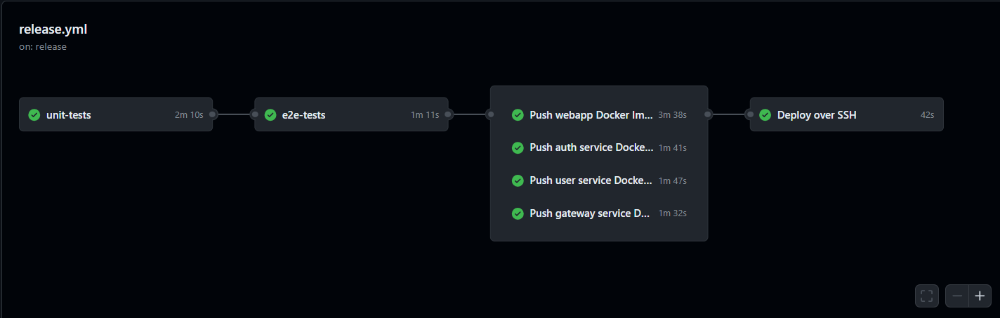 release.yml
on: release
unit-tests 2m 10s
e2e-tests 1m 11s
Push webapp Docker Im... 3m 38s
Push auth service Docke... 1m 41s
Push user service Docke... 1m 47s
Push gateway service D... 1m 32s
Deploy over SSH 42s